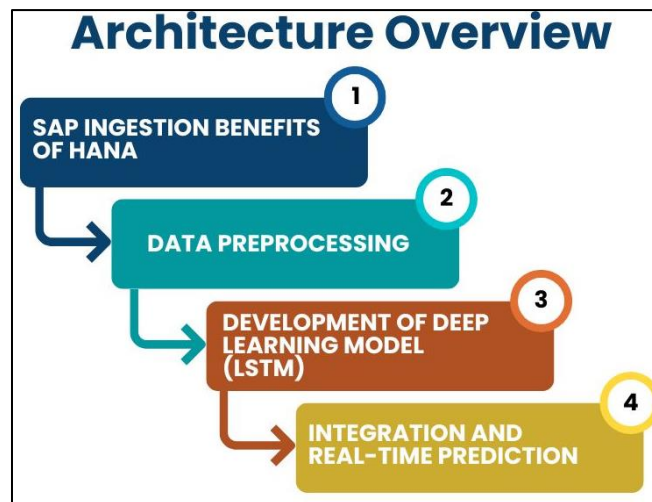 Architecture Overview
1
SAP INGESTION BENEFITS
OF HANA
2
DATA PREPROCESSING
3
DEVELOPMENT OF DEEP
LEARNING MODEL
(LSTM)
4
INTEGRATION AND
REAL-TIME PREDICTION